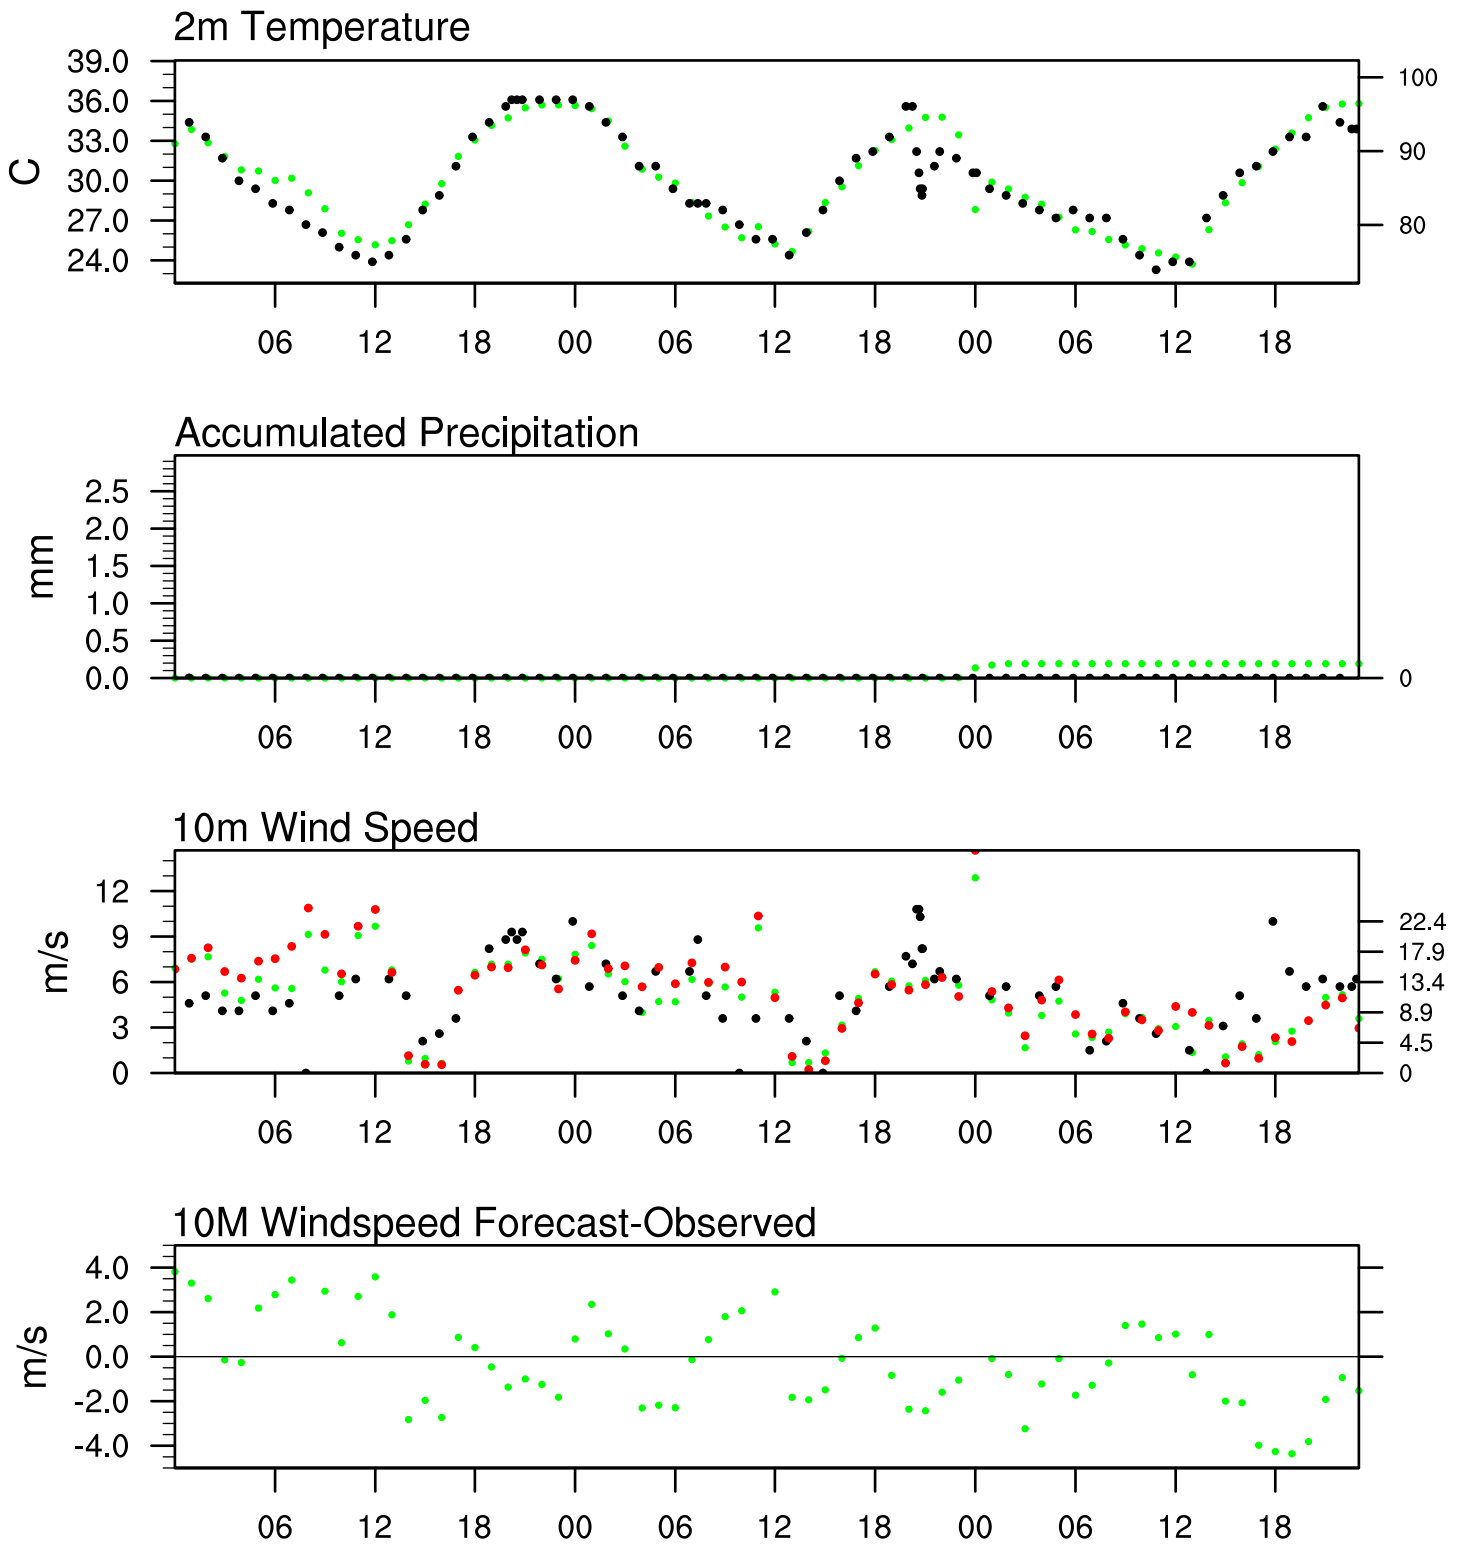 2m Temperature
39.0
36.0
33.0
30.0
27.0
24.0
C
100
90
80
06 12 18 00 06 12 18 00 06 12 18
Accumulated Precipitation
2.5
2.0
1.5
1.0
0.5
0.0
mm
0
06 12 18 00 06 12 18 00 06 12 18
10m Wind Speed
12
9
6
3
0
m/s
22.4
17.9
13.4
8.9
4.5
0
06 12 18 00 06 12 18 00 06 12 18
10M Windspeed Forecast-Observed
4.0
2.0
0.0
-2.0
-4.0
m/s
06 12 18 00 06 12 18 00 06 12 18